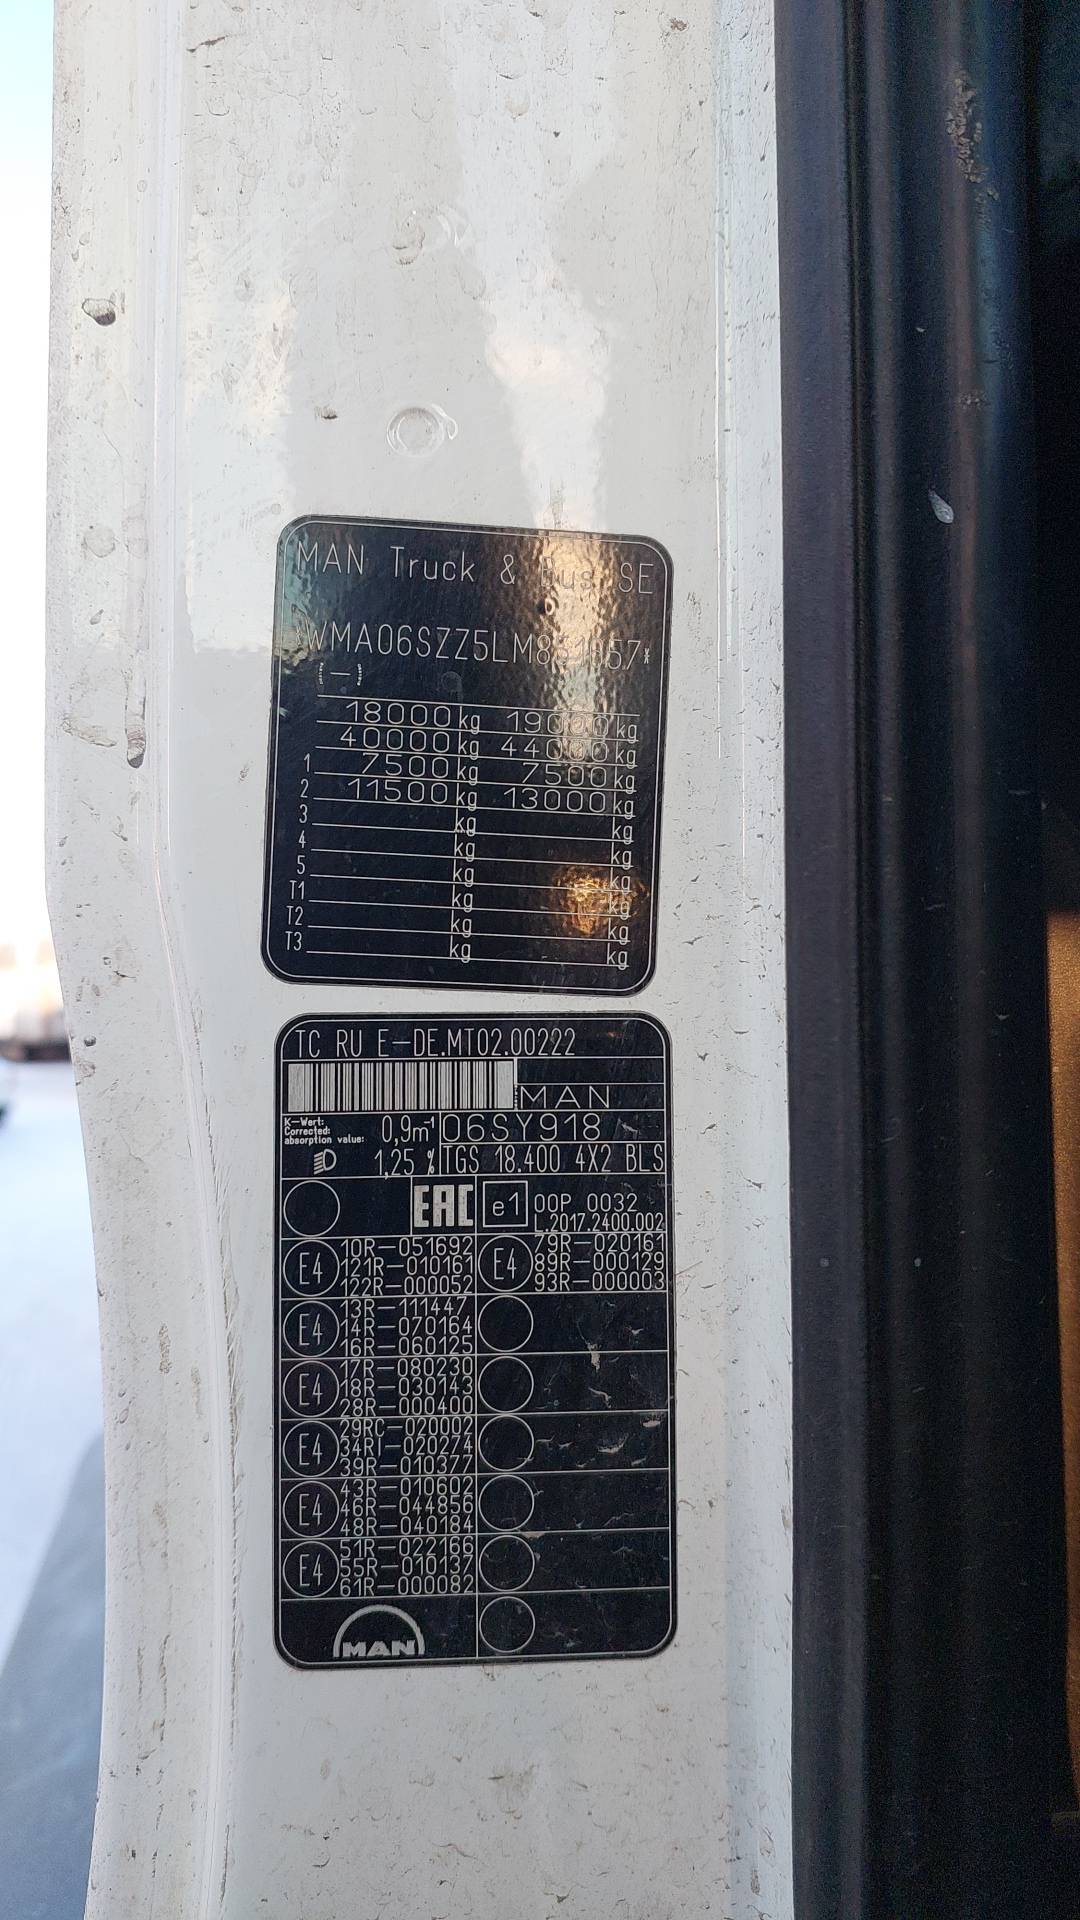 MAN Truck & Bus SE
(-)
18000 kg 19000 kg
40000 kg 44000 kg
1 7500 kg 7500 kg
2 11500 kg 13000 kg
3 kg kg
4 kg kg
5 kg kg
T1 kg kg
T2 kg kg
T3 kg kg
TC RU E-DE.MT02.00222
MAN
K-Wert:
Corrected:
absorption value: 0,9m⁻¹ 06SY918
1,25 % TGS 18.400 4X2 BLS
EAC e1 00P 0032
L.2017.2400.002
10R-051692 79R-020161
E4 121R-010161 E4 89R-000129
122R-000052 93R-000003
13R-111447
E4 14R-070164
16R-060125
17R-080230
E4 18R-030143
28R-000400
29RC-020002
E4 34RI-020274
39R-010377
43R-010602
E4 46R-044856
48R-040184
51R-022166
E4 55R-010137
61R-000082
MAN